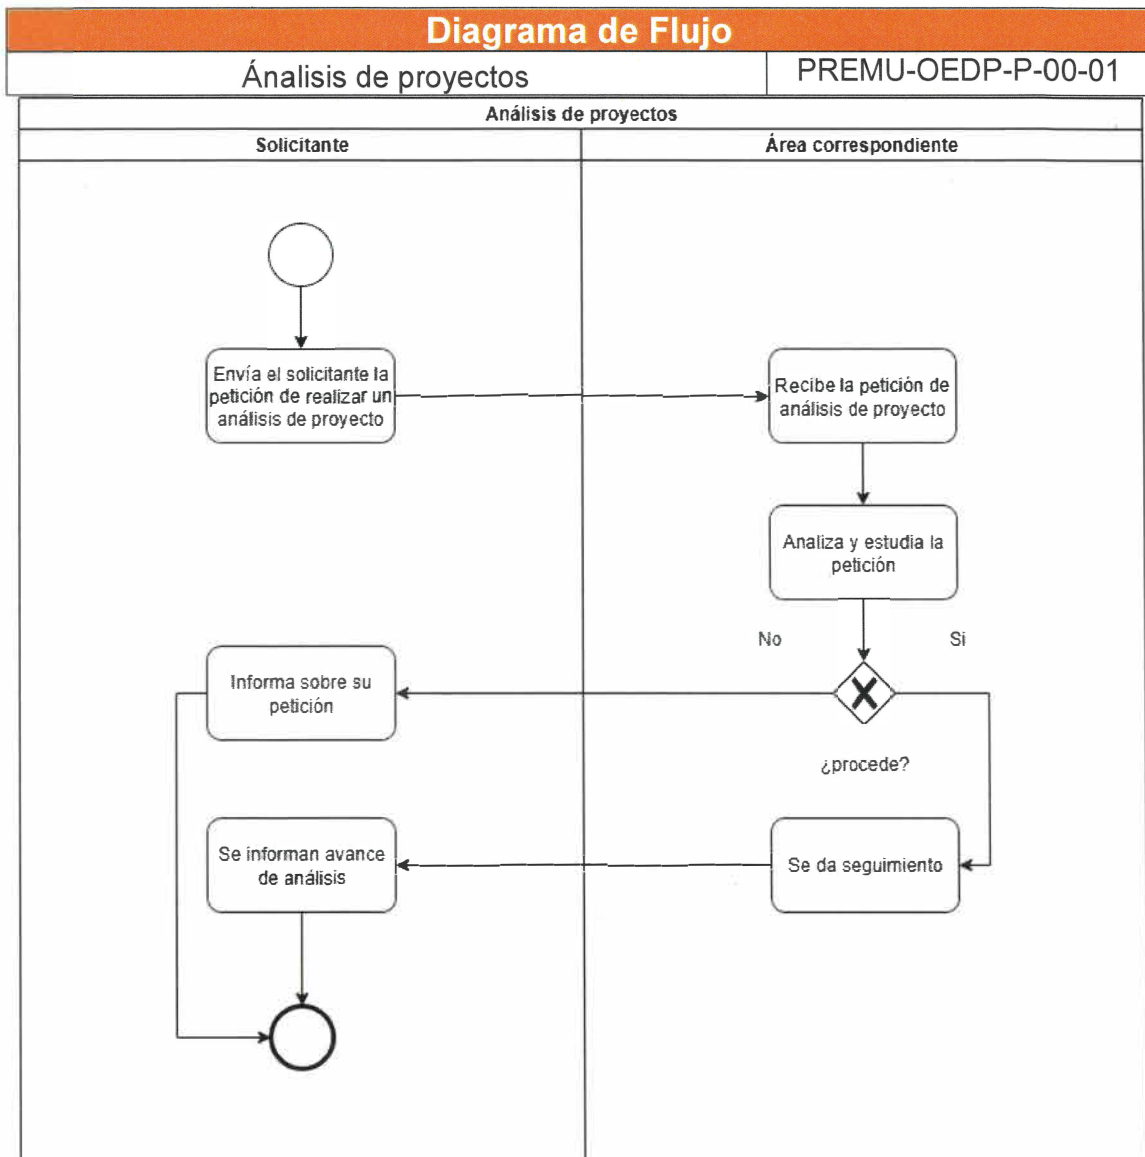 Diagrama de Flujo
Ánalisis de proyectos
PREMU-OEDP-P-00-01
Análisis de proyectos
Solicitante
Área correspondiente
Envía el solicitante la
petición de realizar un
análisis de proyecto
Recibe la petición de
análisis de proyecto
Analiza y estudia la
petición
No
Si
Informa sobre su
petición
¿procede?
Se informan avance
de análisis
Se da seguimiento